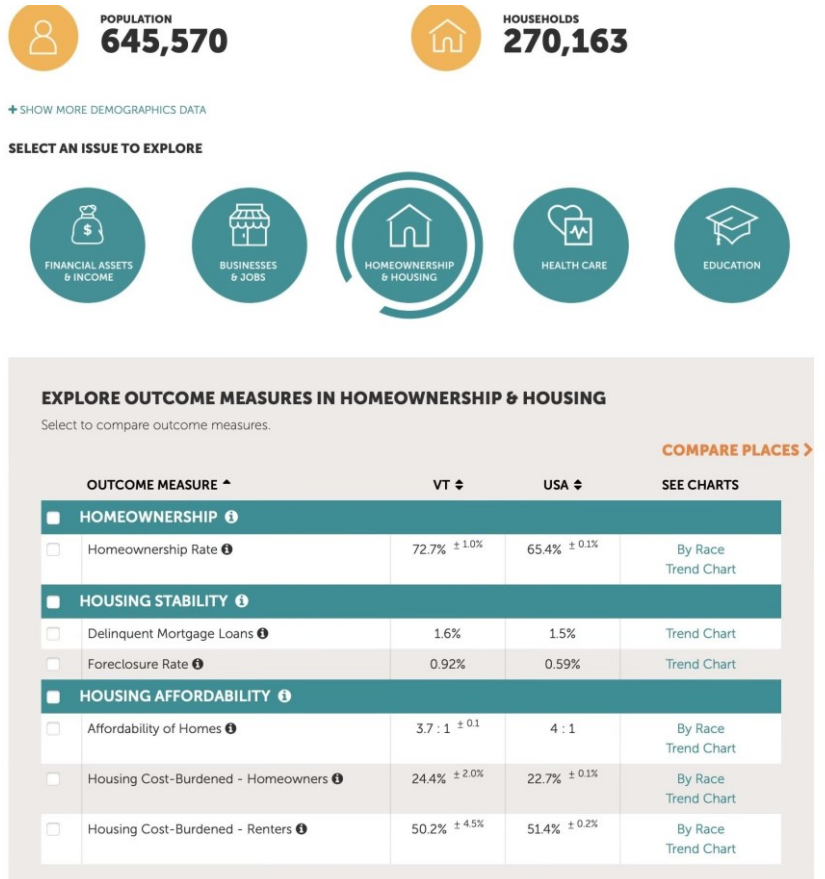 POPULATION
645,570
HOUSEHOLDS
270,163
+ SHOW MORE DEMOGRAPHICS DATA
SELECT AN ISSUE TO EXPLORE
$
FINANCIAL ASSETS
& INCOME
BUSINESSES
& JOBS
HOMEOWNERSHIP
& HOUSING
HEALTH CARE
EDUCATION
EXPLORE OUTCOME MEASURES IN HOMEOWNERSHIP & HOUSING
Select to compare outcome measures.
COMPARE PLACES >
OUTCOME MEASURE VT USA SEE CHARTS
HOMEOWNERSHIP i
Homeownership Rate i 72.7% ± 1.0% 65.4% ± 0.1% By Race
Trend Chart
HOUSING STABILITY i
Delinquent Mortgage Loans i 1.6% 1.5% Trend Chart
Foreclosure Rate i 0.92% 0.59% Trend Chart
HOUSING AFFORDABILITY i
Affordability of Homes i 3.7 : 1 ± 0.1 4 : 1 By Race
Trend Chart
Housing Cost-Burdened - Homeowners i 24.4% ± 2.0% 22.7% ± 0.1% By Race
Trend Chart
Housing Cost-Burdened - Renters i 50.2% ± 4.5% 51.4% ± 0.2% By Race
Trend Chart